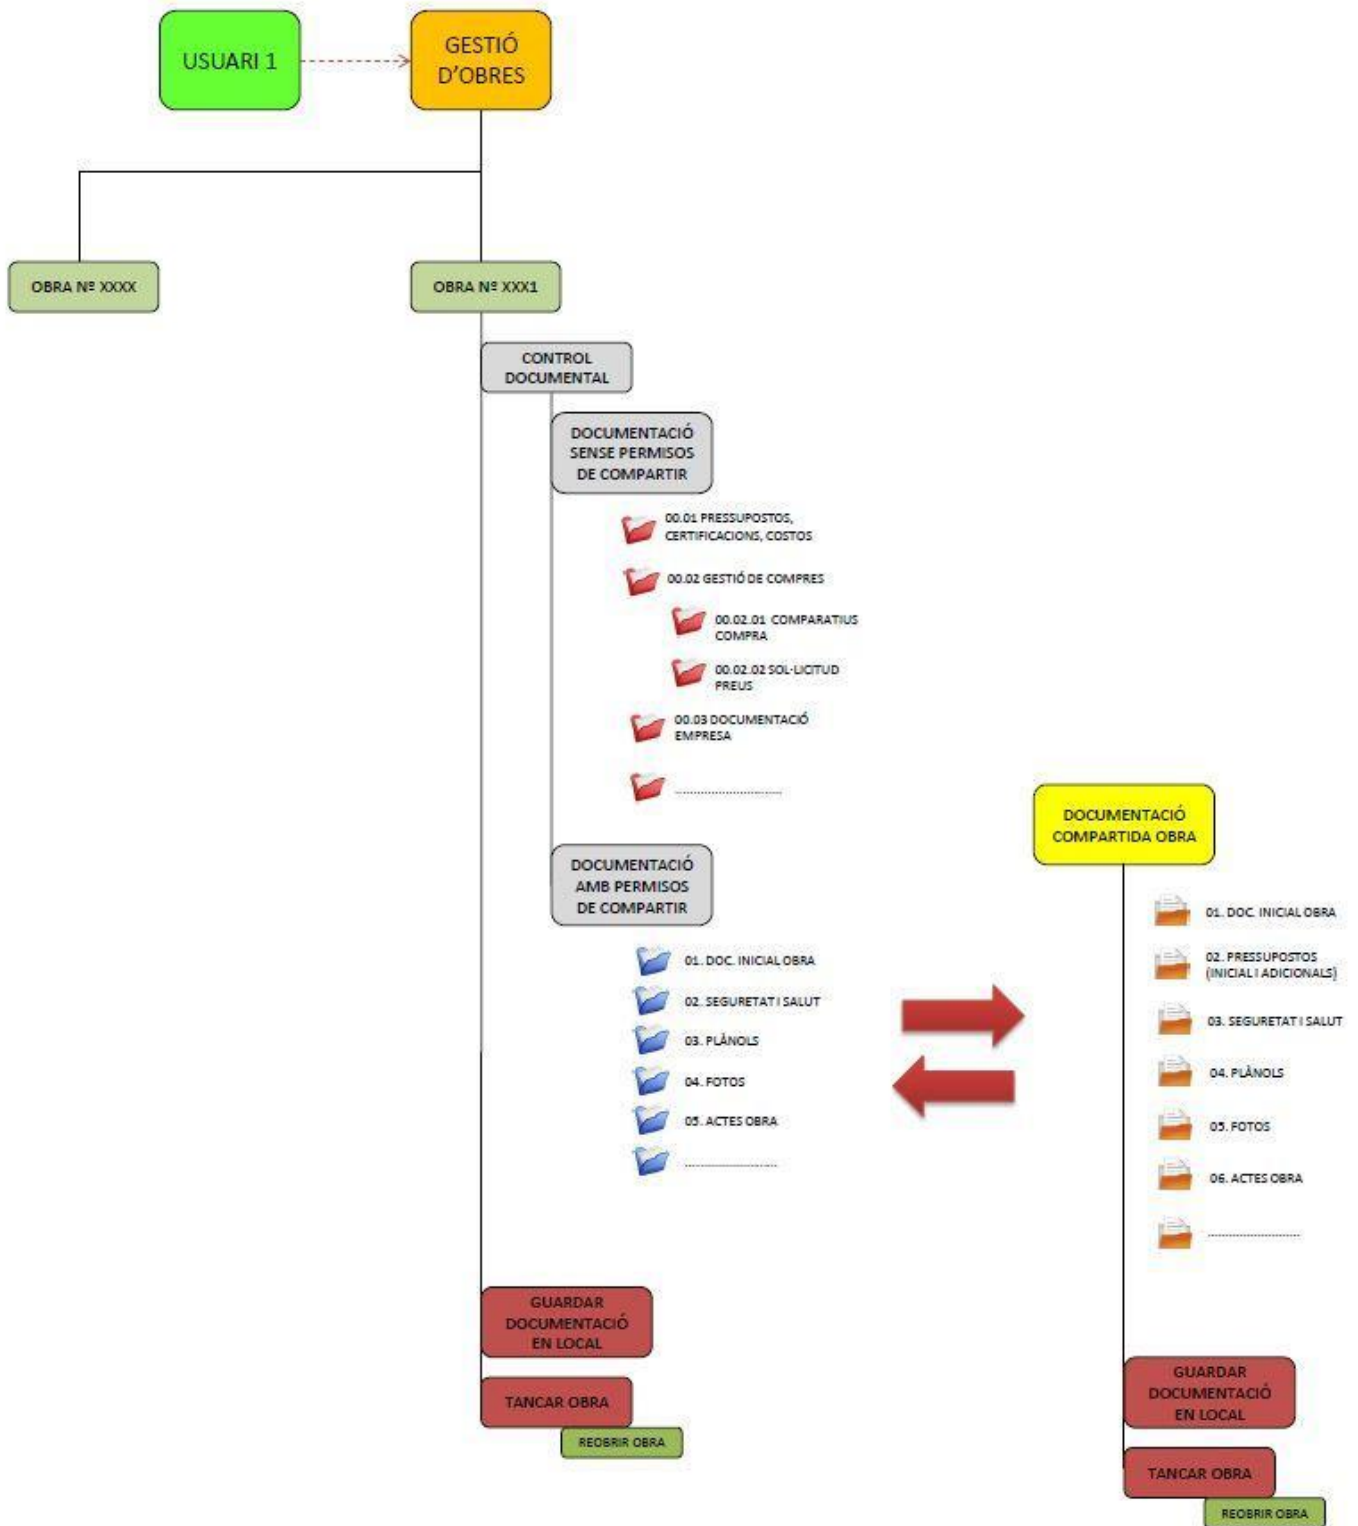 USUARI 1
GESTIÓ
D'OBRES
OBRA Nº XXXX
OBRA Nº XXX1
CONTROL
DOCUMENTAL
DOCUMENTACIÓ
SENSE PERMISOS
DE COMPARTIR
00.01 PRESSUPOSTOS,
CERTIFICACIONS, COSTOS
00.02 GESTIÓ DE COMPRES
00.02.01 COMPARATIUS
COMPRA
00.02.02 SOL·LICITUD
PREUS
00.03 DOCUMENTACIÓ
EMPRESA
..............................
DOCUMENTACIÓ
AMB PERMISOS
DE COMPARTIR
01. DOC. INICIAL OBRA
02. SEGURETAT I SALUT
03. PLÀNOLS
04. FOTOS
05. ACTES OBRA
..........................
GUARDAR
DOCUMENTACIÓ
EN LOCAL
TANCAR OBRA
REOBRIR OBRA
DOCUMENTACIÓ
COMPARTIDA OBRA
01. DOC. INICIAL OBRA
02. PRESSUPOSTOS
(INICIAL I ADICIONALS)
03. SEGURETAT I SALUT
04. PLÀNOLS
05. FOTOS
06. ACTES OBRA
..........................
GUARDAR
DOCUMENTACIÓ
EN LOCAL
TANCAR OBRA
REOBRIR OBRA